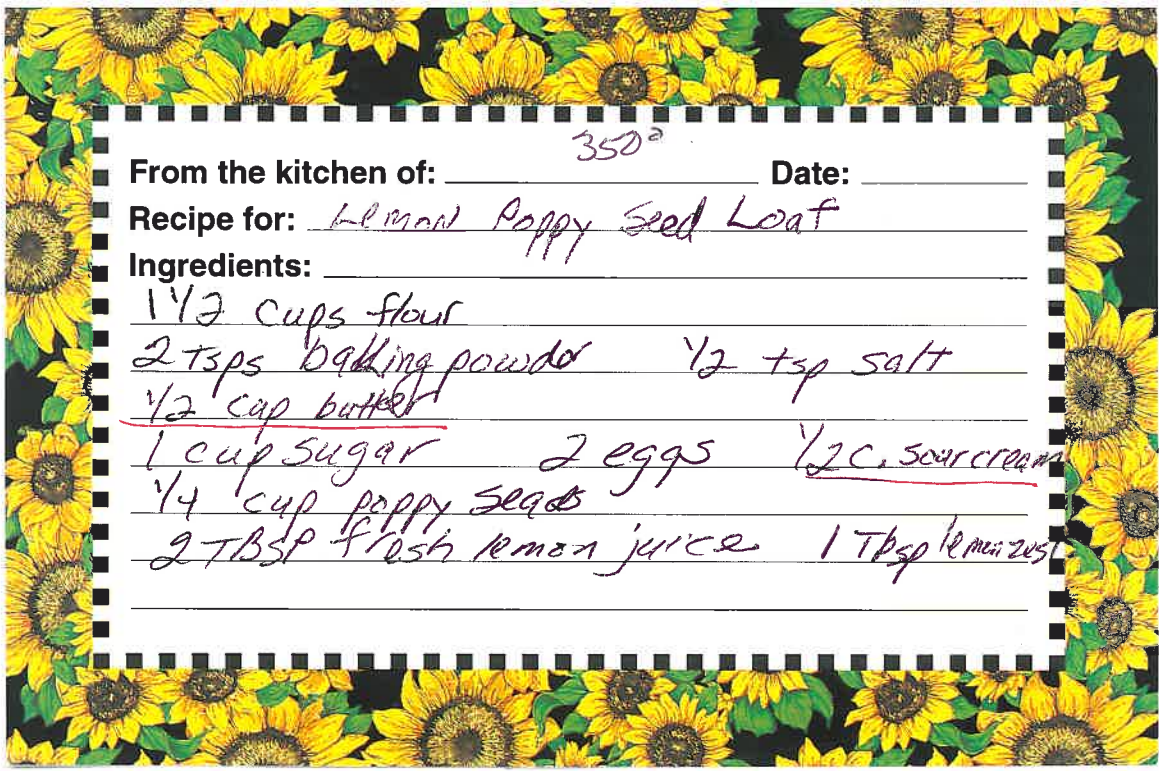 350°
From the kitchen of: Date:
Recipe for: Lemon Poppy Seed Loaf
Ingredients:
1 1/2 cups flour
2 Tsps baking powder 1/2 tsp salt
1/2 cup butter
1 cup sugar 2 eggs 1/2 c. sour cream
1/4 cup poppy seeds
2 TBSP fresh lemon juice 1 Tbsp lemon zest